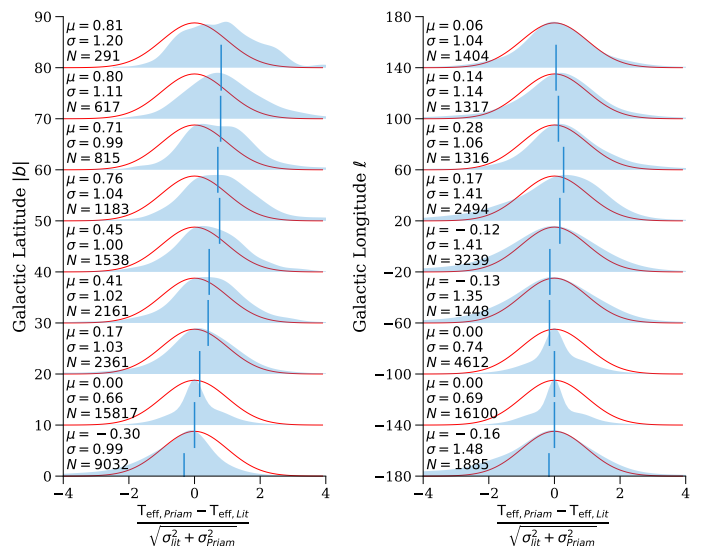 90
μ = 0.81
σ = 1.20
N = 291
80
μ = 0.80
σ = 1.11
N = 617
70
μ = 0.71
σ = 0.99
N = 815
60
μ = 0.76
σ = 1.04
N = 1183
50
μ = 0.45
σ = 1.00
N = 1538
40
μ = 0.41
σ = 1.02
N = 2161
30
μ = 0.17
σ = 1.03
N = 2361
20
μ = 0.00
σ = 0.66
N = 15817
10
μ = −0.30
σ = 0.99
N = 9032
0
Galactic Latitude |b|
−4 −2 0 2 4
T_eff, Priam − T_eff, Lit
√σ²_lit + σ²_Priam
180
μ = 0.06
σ = 1.04
N = 1404
140
μ = 0.14
σ = 1.14
N = 1317
100
μ = 0.28
σ = 1.06
N = 1316
60
μ = 0.17
σ = 1.41
N = 2494
20
μ = −0.12
σ = 1.41
N = 3239
−20
μ = −0.13
σ = 1.35
N = 1448
−60
μ = 0.00
σ = 0.74
N = 4612
−100
μ = 0.00
σ = 0.69
N = 16100
−140
μ = −0.16
σ = 1.48
N = 1885
−180
Galactic Longitude ℓ
−4 −2 0 2 4
T_eff, Priam − T_eff, Lit
√σ²_lit + σ²_Priam